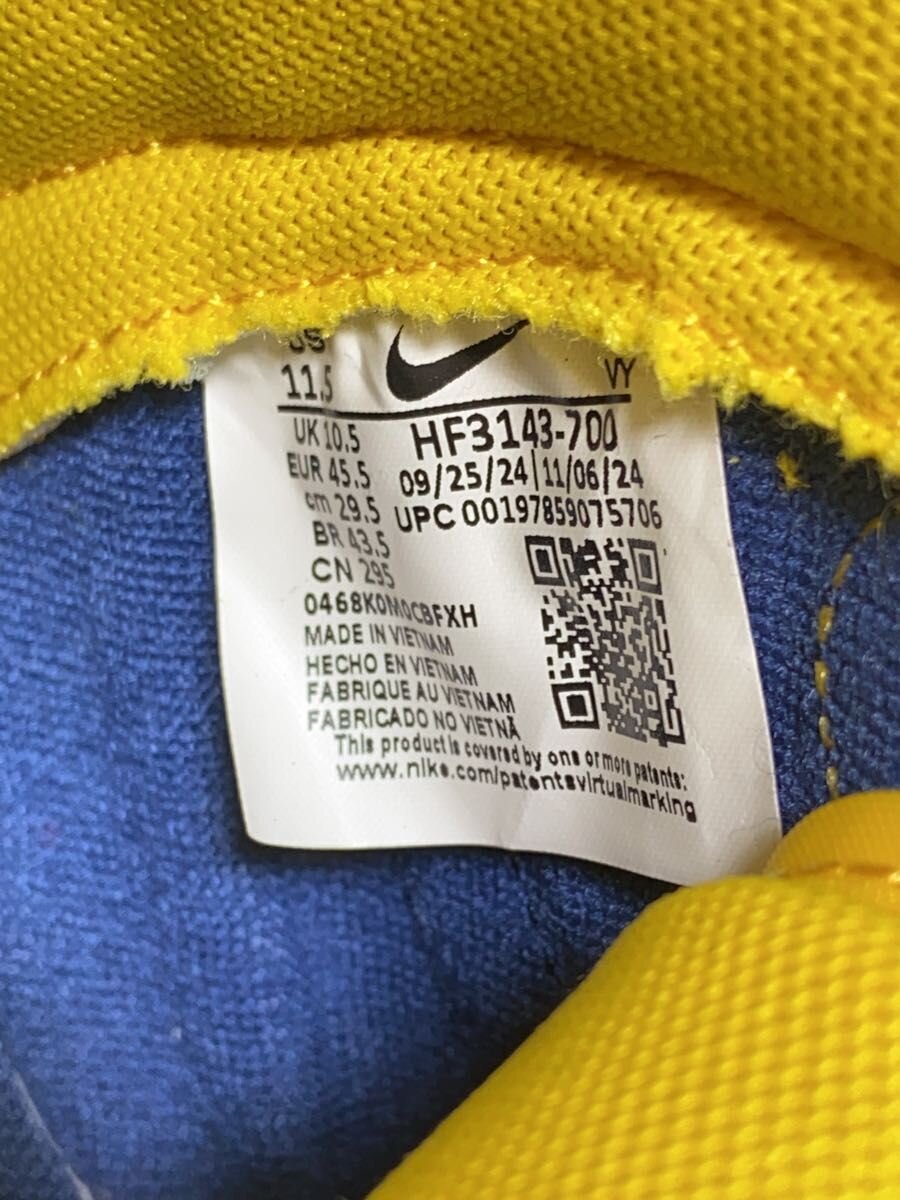 US
11.5
VY
UK 10.5
EUR 45.5
cm 29.5
BR 43.5
CN 295
HF3143-700
09/25/24|11/06/24
UPC 00197859075706
0468K0M0CBFXH
MADE IN VIETNAM
HECHO EN VIETNAM
FABRIQUE AU VIETNAM
FABRICADO NO VIETNÃ
This product is covered by one or more patents:
www.nike.com/patentsvirtualmarking